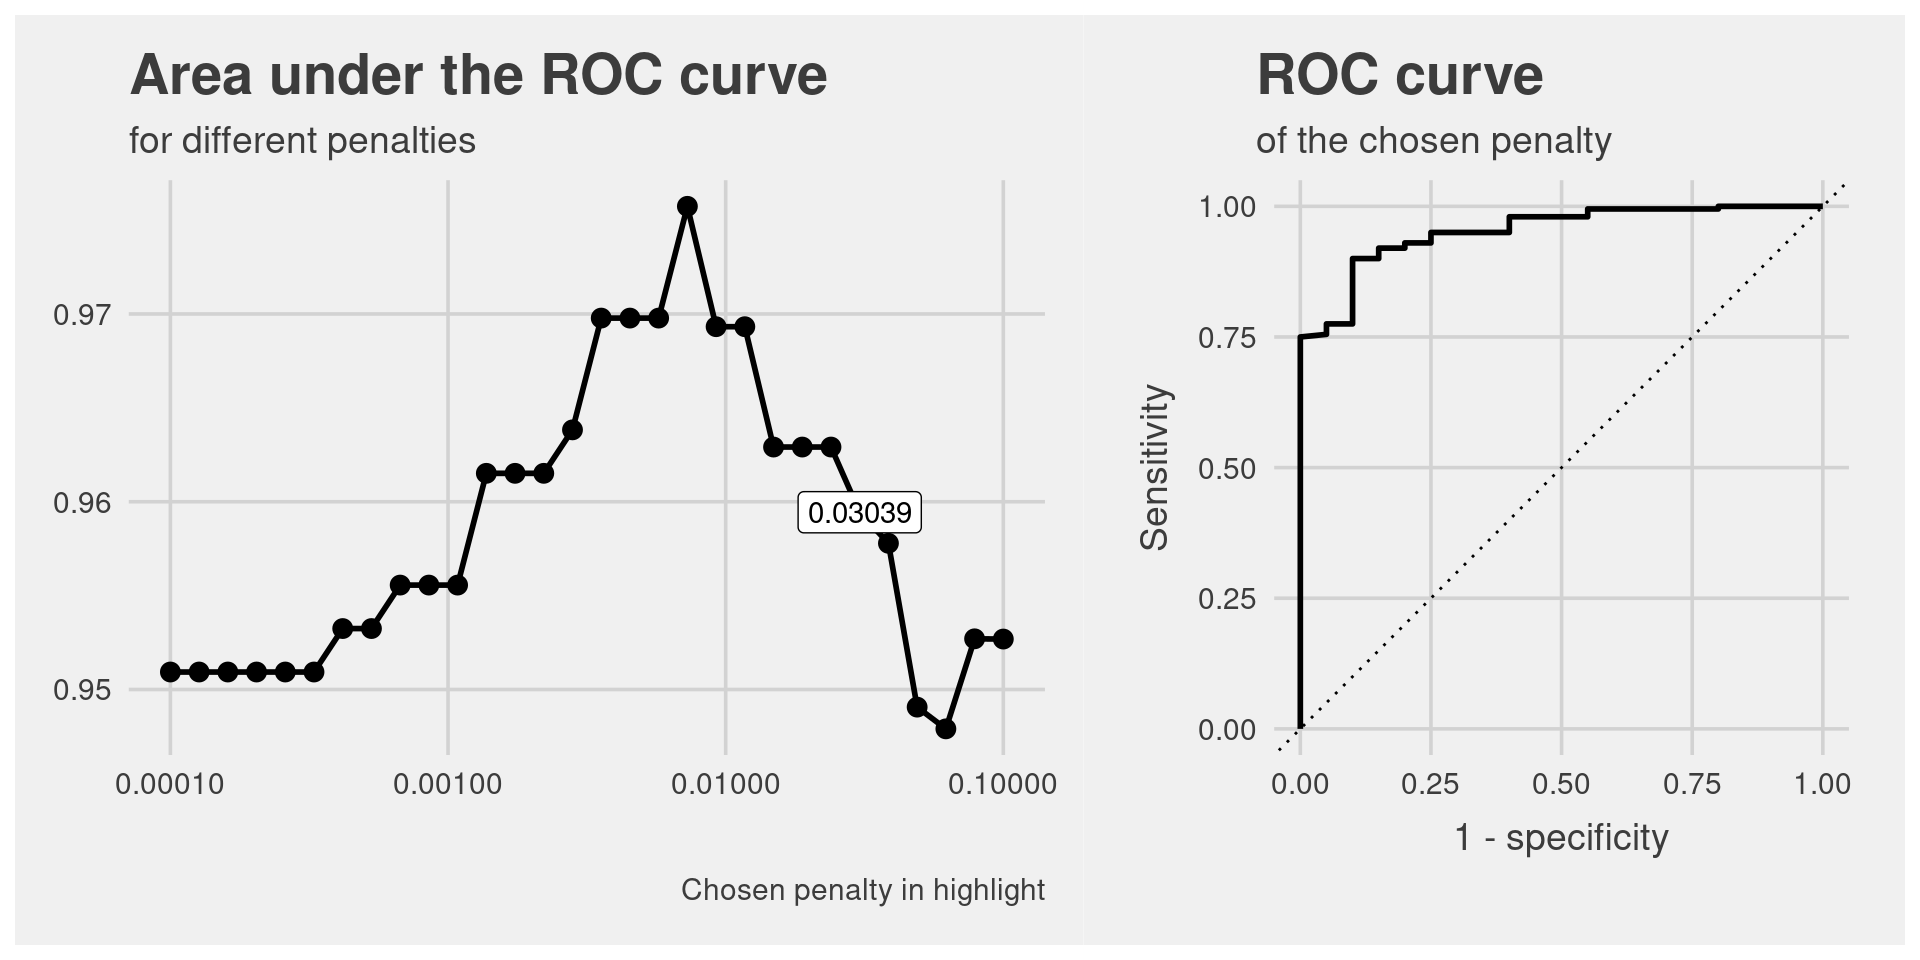 Area under the ROC curve
for different penalties
0.97
0.96
0.95
0.03039
0.00010 0.00100 0.01000 0.10000
Chosen penalty in highlight
ROC curve
of the chosen penalty
Sensitivity
1.00
0.75
0.50
0.25
0.00
0.00 0.25 0.50 0.75 1.00
1 - specificity